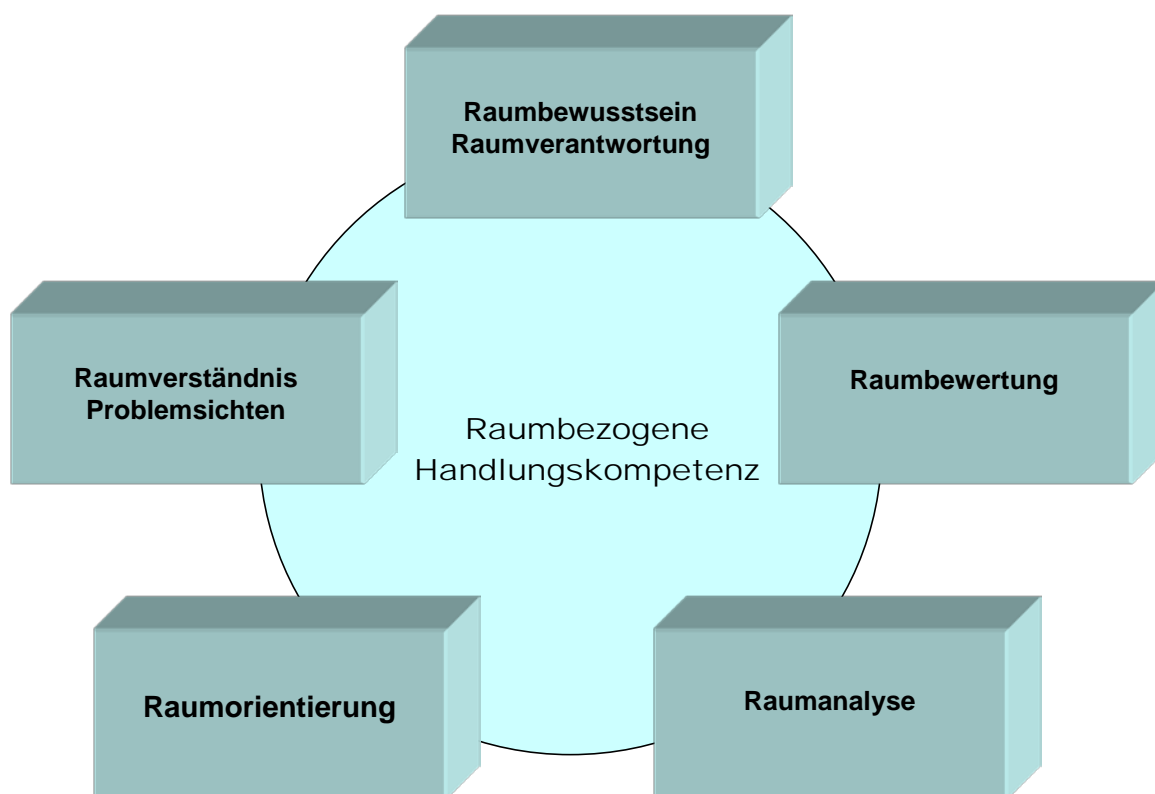 Raumbewusstsein
Raumverantwortung
Raumverständnis
Problemsichten
Raumbewertung
Raumbezogene
Handlungskompetenz
Raumorientierung
Raumanalyse